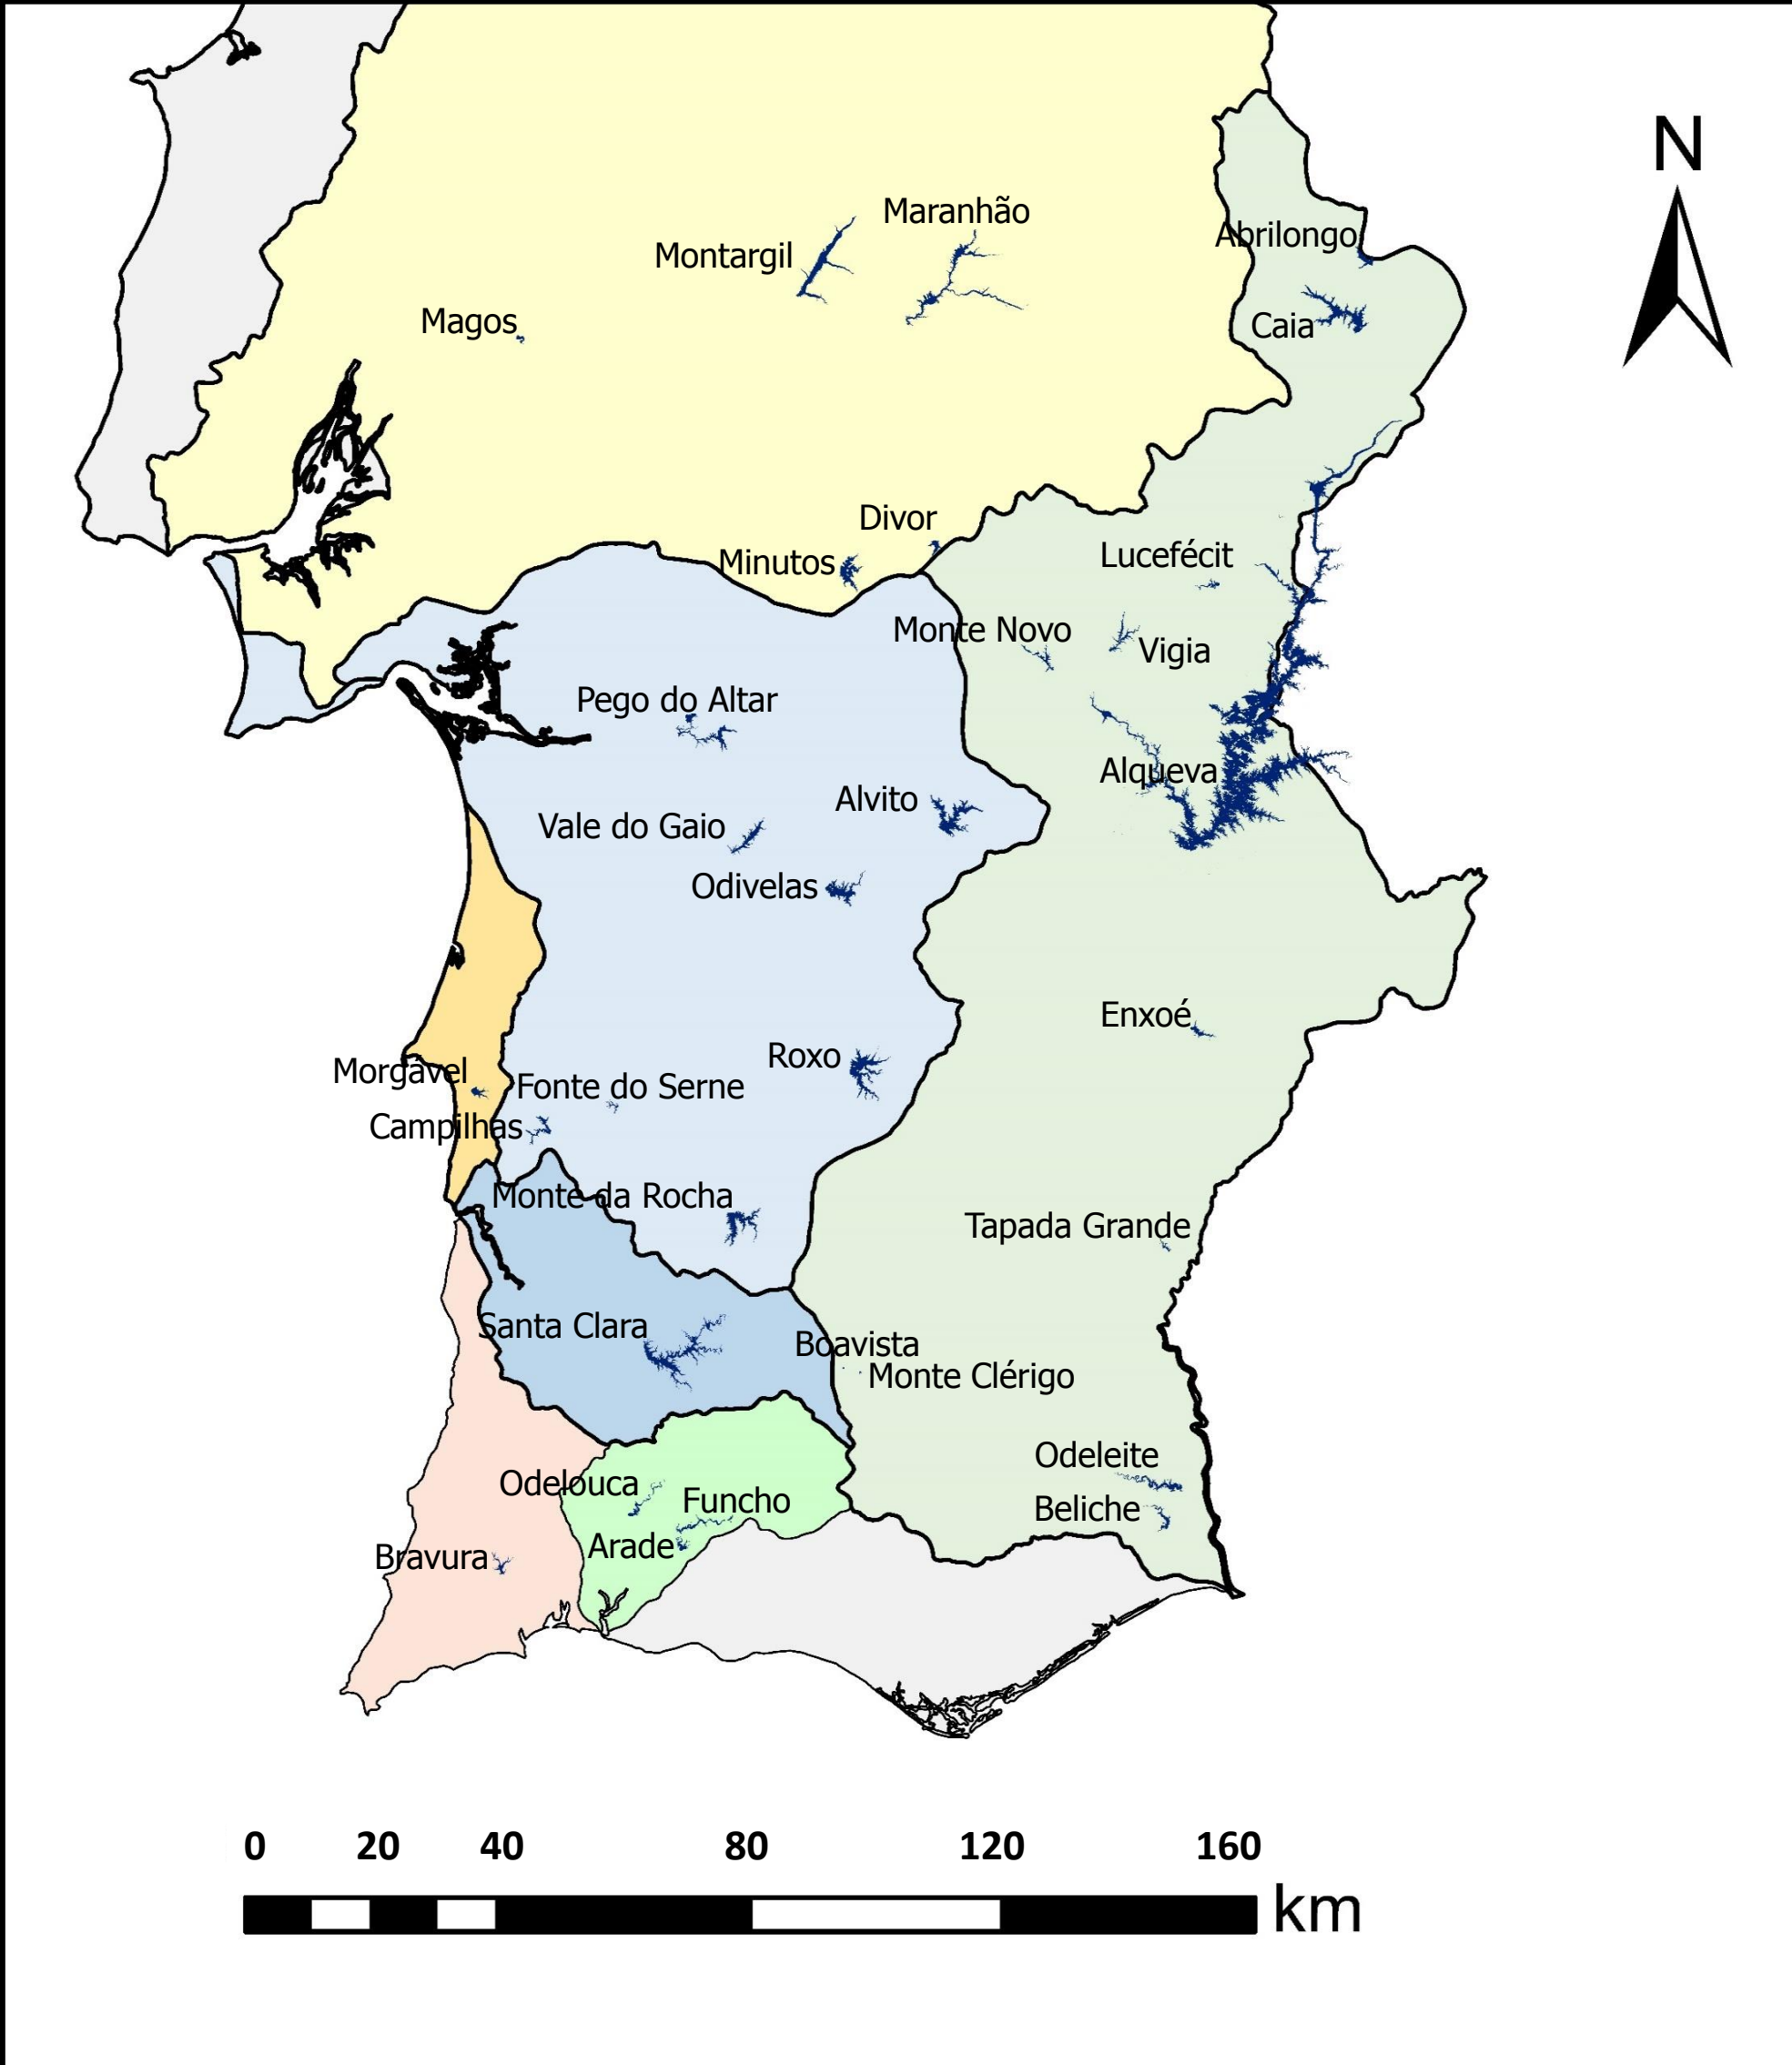 N
Maranhão
Abrilongo
Montargil
Magos
Caia
Divor
Minutos
Lucefécit
Monte Novo
Vigia
Pego do Altar
Alqueva
Alvito
Vale do Gaio
Odivelas
Enxoé
Roxo
Morgável
Fonte do Serne
Campilhas
Monte da Rocha
Tapada Grande
Santa Clara
Boavista
Monte Clérigo
Odeleite
Odelouca
Funcho
Beliche
Arade
Bravura
0 20 40 80 120 160
km